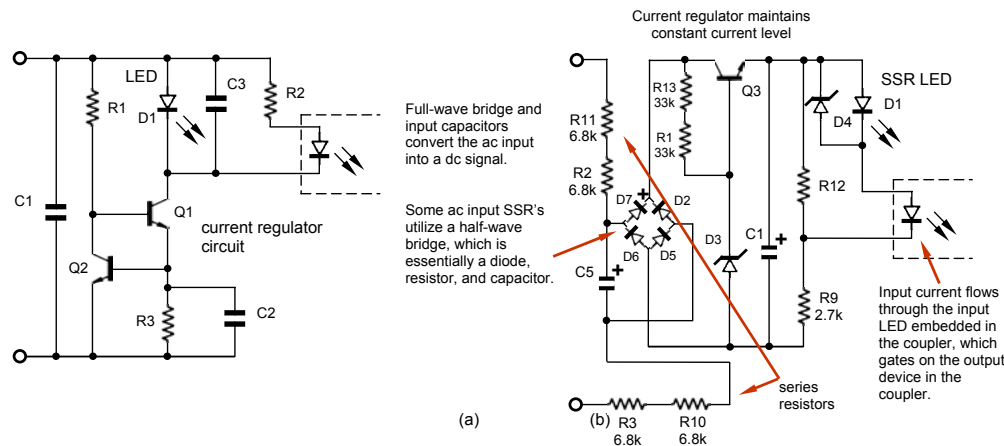 LED
R1
D1
C3
R2
C1
Q1
current regulator
circuit
Q2
R3
C2
(a)
Full-wave bridge and
input capacitors
convert the ac input
into a dc signal.
Some ac input SSR's
utilize a half-wave
bridge, which is
essentially a diode,
resistor, and capacitor.
Current regulator maintains
constant current level
R11
6.8k
R2
6.8k
R13
33k
R1
33k
Q3
D4
SSR LED
D1
D7
+
D2
D6
D5
C5
+
D3
C1
+
R12
R9
2.7k
Input current flows
through the input
LED embedded in
the coupler, which
gates on the output
device in the
coupler.
series
resistors
(b)
R3
6.8k
R10
6.8k